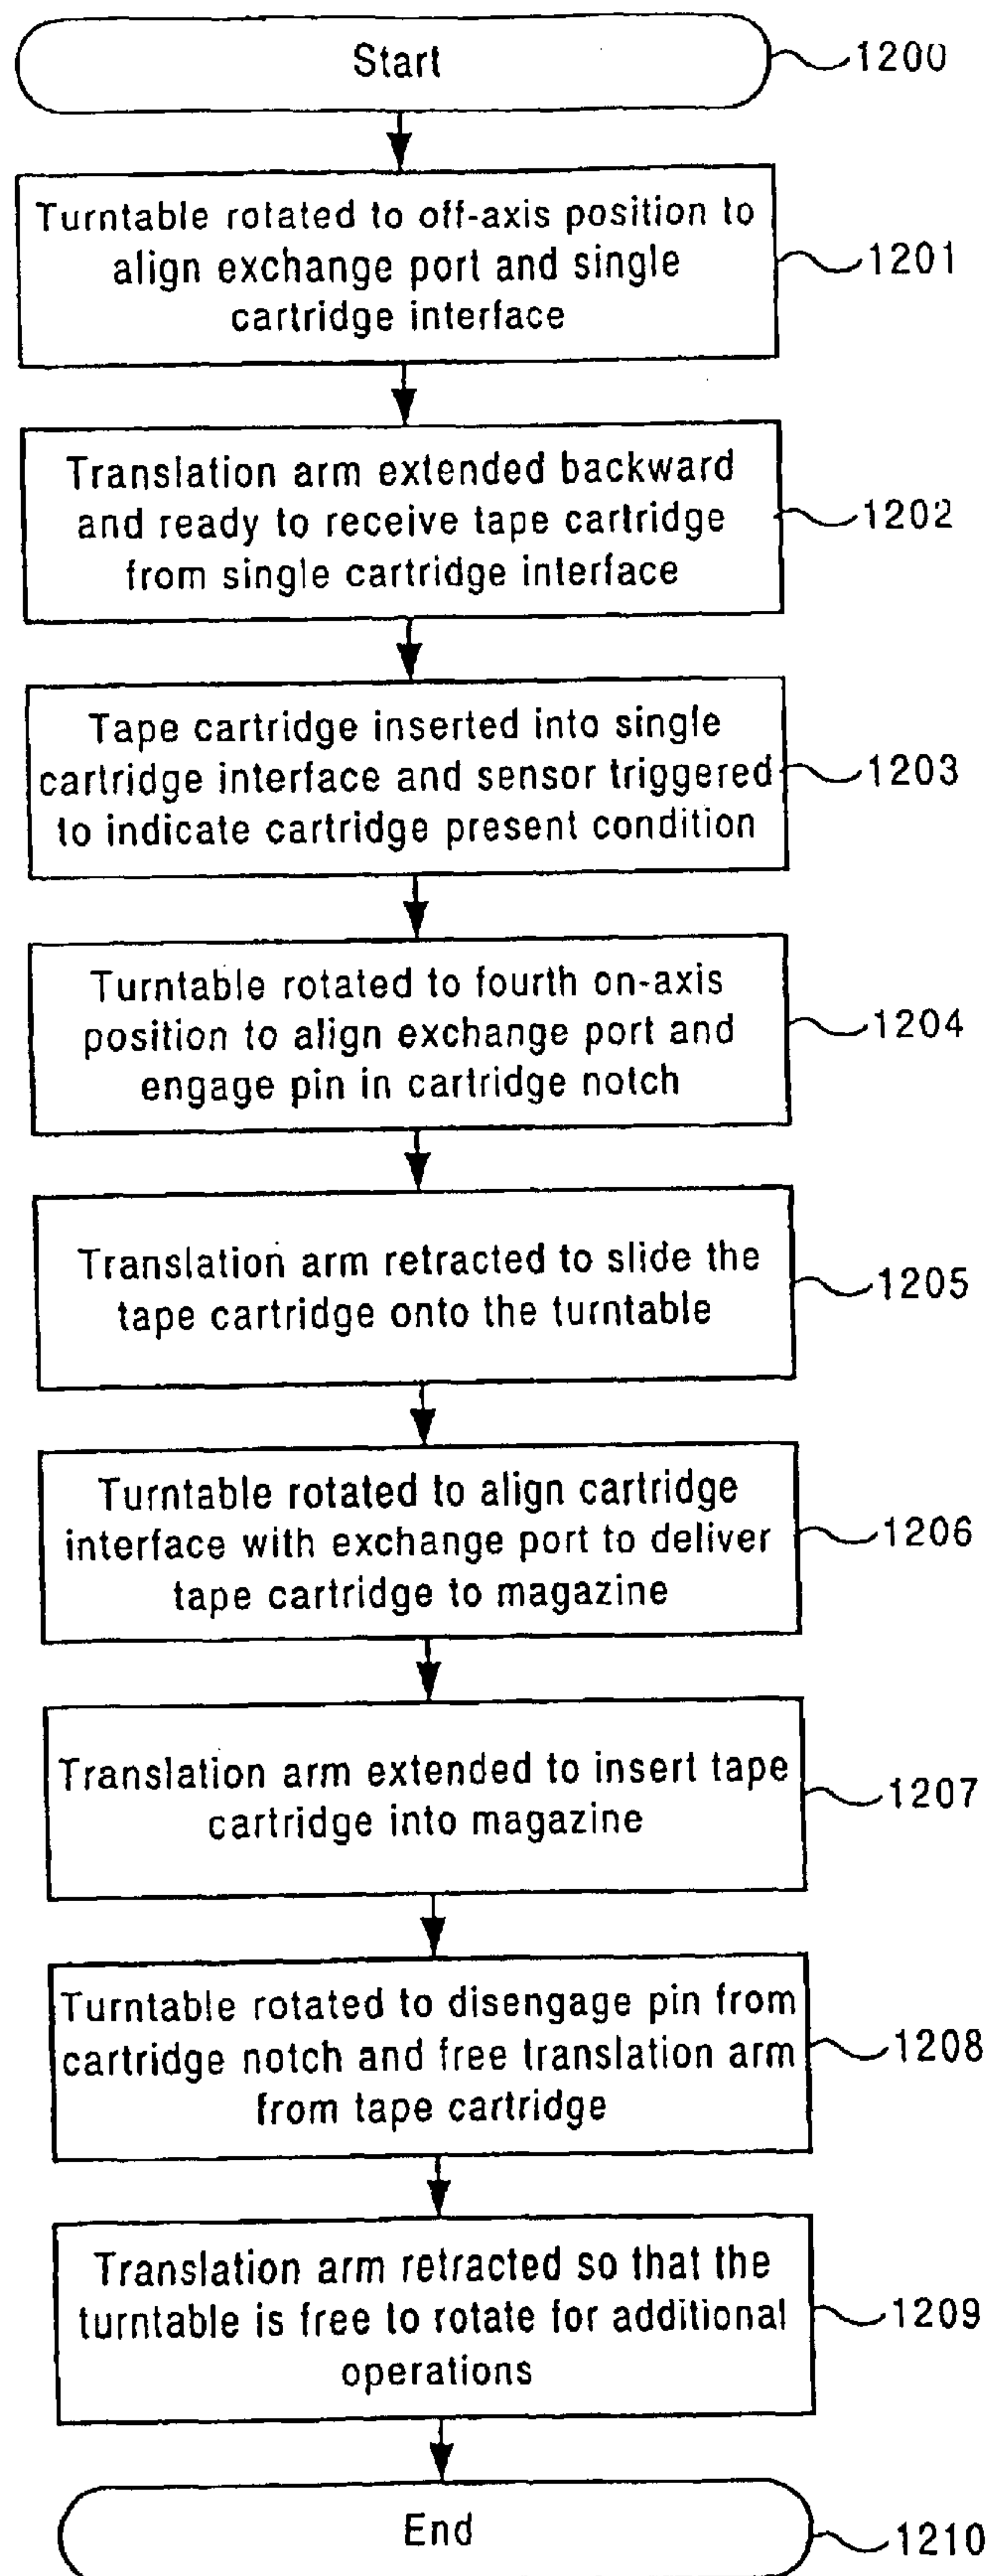 Start
1200
Turntable rotated to off-axis position to
align exchange port and single
cartridge interface
1201
Translation arm extended backward
and ready to receive tape cartridge
from single cartridge interface
1202
Tape cartridge inserted into single
cartridge interface and sensor triggered
to indicate cartridge present condition
1203
Turntable rotated to fourth on-axis
position to align exchange port and
engage pin in cartridge notch
1204
Translation arm retracted to slide the
tape cartridge onto the turntable
1205
Turntable rotated to align cartridge
interface with exchange port to deliver
tape cartridge to magazine
1206
Translation arm extended to insert tape
cartridge into magazine
1207
Turntable rotated to disengage pin from
cartridge notch and free translation arm
from tape cartridge
1208
Translation arm retracted so that the
turntable is free to rotate for additional
operations
1209
End
1210